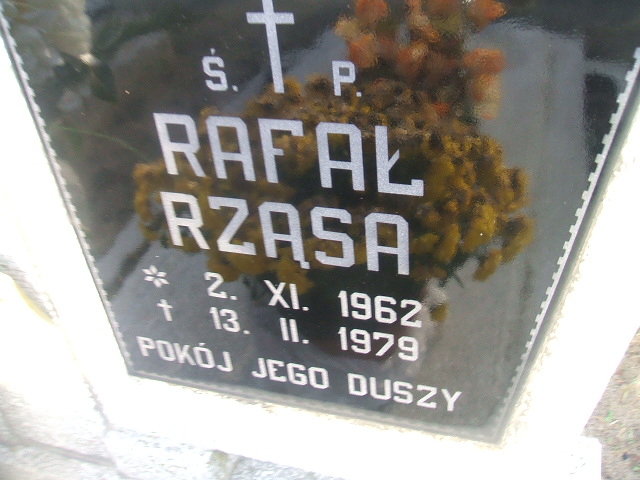 Ś. P.
RAFAŁ
RZĄSA
2. XI. 1962
13. II. 1979
POKÓJ JEGO DUSZY